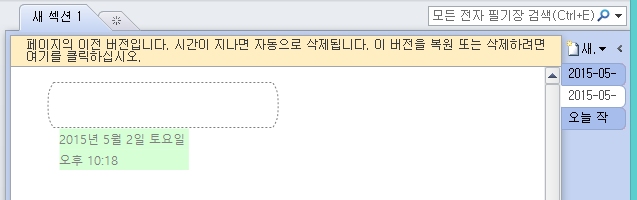 새 섹션 1
모든 전자 필기장 검색(Ctrl+E)
페이지의 이전 버전입니다. 시간이 지나면 자동으로 삭제됩니다. 이 버전을 복원 또는 삭제하려면
여기를 클릭하십시오.
새.
2015-05-
2015-05-
오늘 작
2015년 5월 2일 토요일
오후 10:18